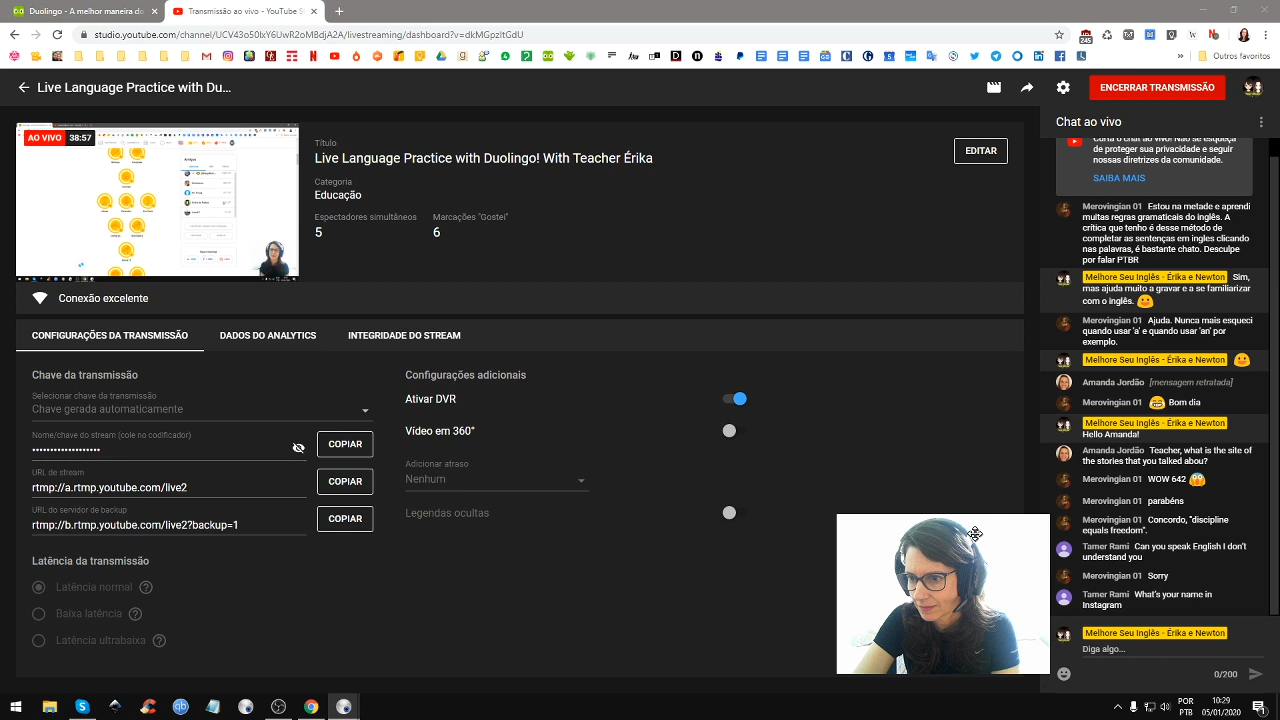 Duolingo - A melhor maneira do
Transmissão ao vivo - YouTube S
studio.youtube.com/channel/UCV43o50lxY6UwR2oMBdjA2A/livestreaming/dashboard?v=dkMGpzItGdU
Outros favoritos
Live Language Practice with Du...
ENCERRAR TRANSMISSÃO
AO VIVO 38:57
Título
Live Language Practice with Duolingo! With Teacher Erika
EDITAR
Categoria
Educação
Espectadores simultâneos
5
Marcações "Gostei"
6
Conexão excelente
CONFIGURAÇÕES DA TRANSMISSÃO
DADOS DO ANALYTICS
INTEGRIDADE DO STREAM
Chave da transmissão
Selecionar chave da transmissão
Chave gerada automaticamente
Nome/chave do stream (cole no codificador)
COPIAR
URL de stream
rtmp://a.rtmp.youtube.com/live2
COPIAR
URL do servidor de backup
rtmp://b.rtmp.youtube.com/live2?backup=1
COPIAR
Latência da transmissão
Latência normal
Baixa latência
Latência ultrabaixa
Configurações adicionais
Ativar DVR
Vídeo em 360°
Adicionar atraso
Nenhum
Legendas ocultas
Chat ao vivo
de proteger sua privacidade e seguir
nossas diretrizes da comunidade.
SAIBA MAIS
Merovingian 01 Estou na metade e aprendi
muitas regras gramaticais do inglês. A
crítica que tenho é desse método de
completar as sentenças em ingles clicando
nas palavras, é bastante chato. Desculpe
por falar PTBR
Melhore Seu Inglês - Érika e Newton Sim,
mas ajuda muito a gravar e a se familiarizar
com o inglês.
Merovingian 01 Ajuda. Nunca mais esqueci
quando usar 'a' e quando usar 'an' por
exemplo.
Melhore Seu Inglês - Érika e Newton
Amanda Jordão [mensagem retratada]
Merovingian 01 Bom dia
Melhore Seu Inglês - Érika e Newton
Hello Amanda!
Amanda Jordão Teacher, what is the site of
the stories that you talked abou?
Merovingian 01 WOW 642
Merovingian 01 parabéns
Merovingian 01 Concordo, "discipline
equals freedom".
Tamer Rami Can you speak English I don't
understand you
Merovingian 01 Sorry
Tamer Rami What's your name in
Instagram
Melhore Seu Inglês - Érika e Newton
Diga algo...
0/200
POR
PTB
10:29
05/01/2020